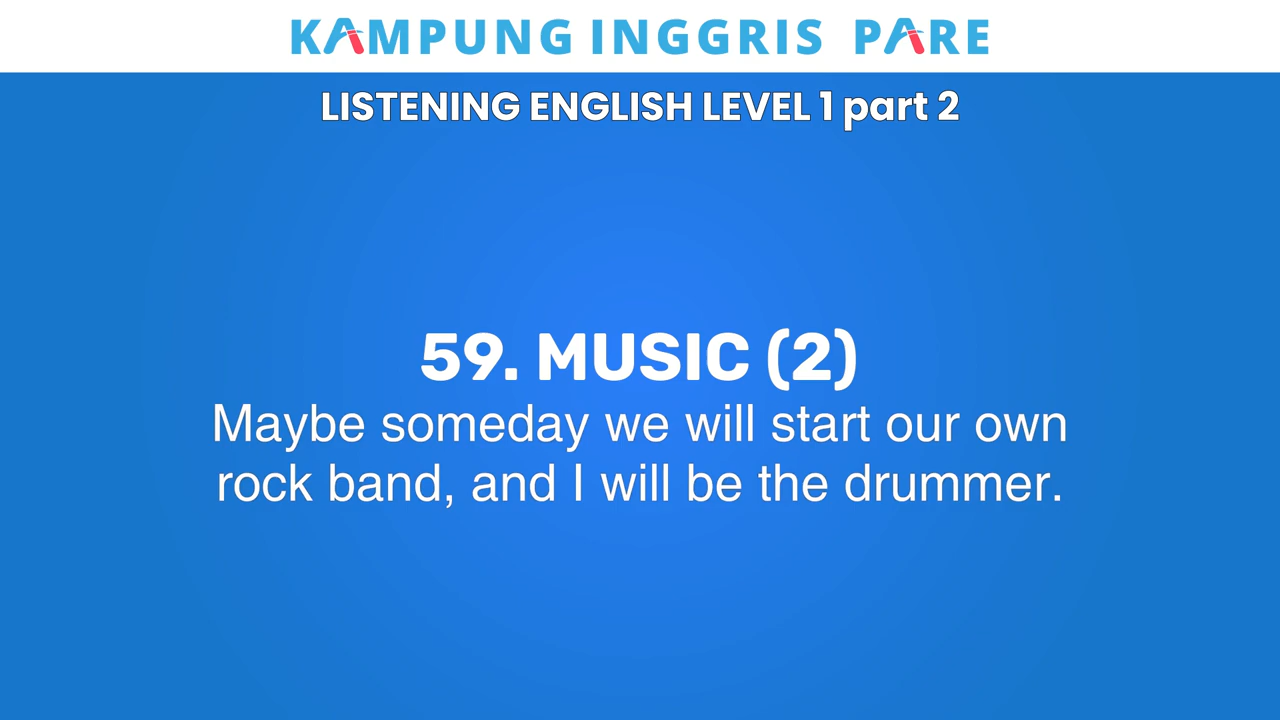 KAMPUNG INGGRIS PARE
LISTENING ENGLISH LEVEL 1 part 2
59. MUSIC (2)
Maybe someday we will start our own
rock band, and I will be the drummer.